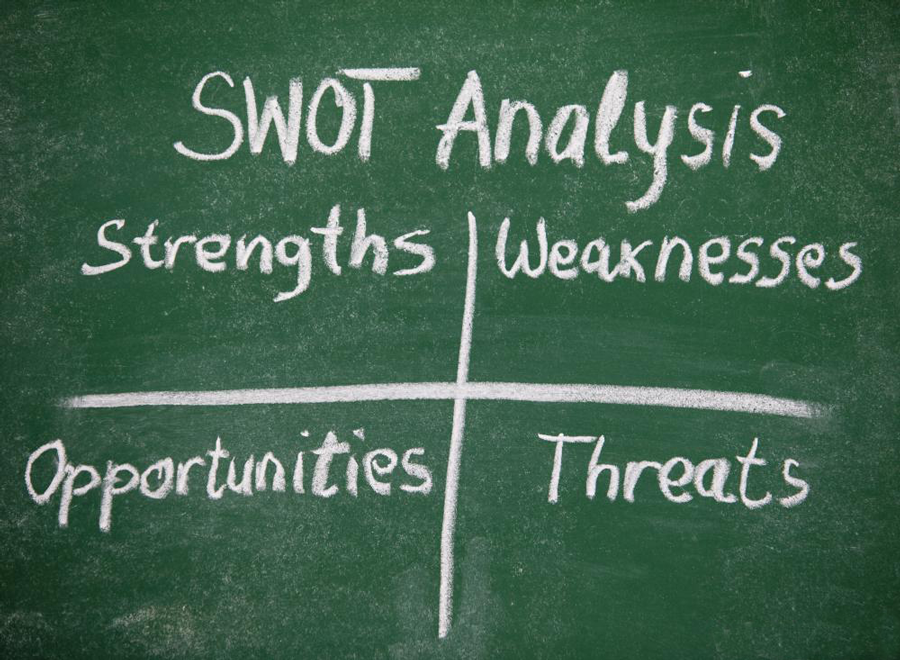 SWOT Analysis
Strengths Weaknesses
Opportunities Threats